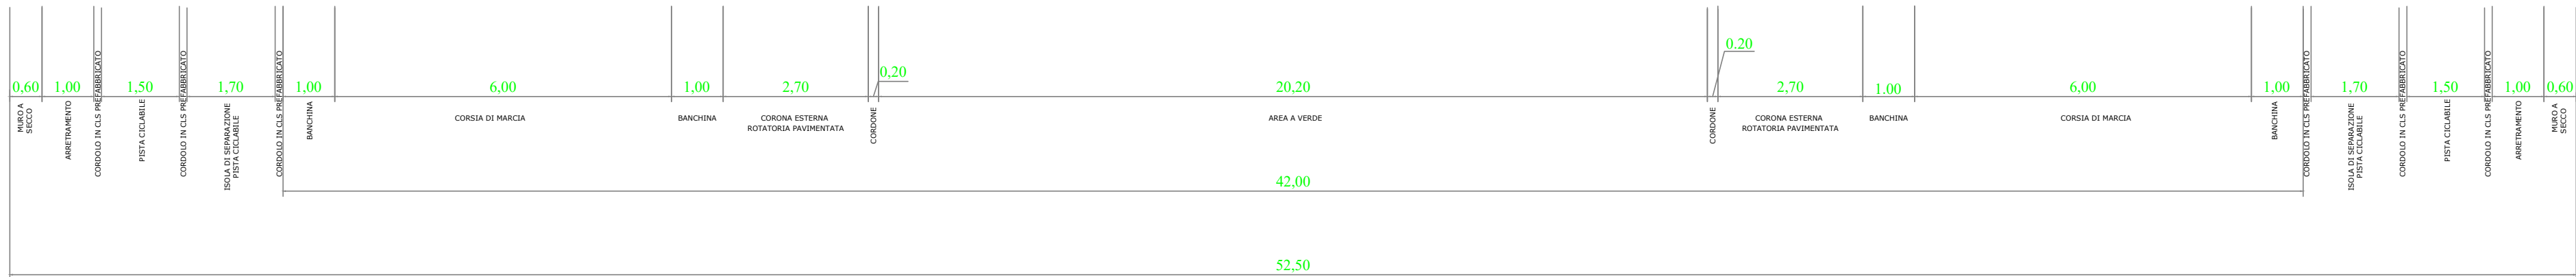 0,60
1,00
1,50
1,70
1,00
6,00
1,00
2,70
0,20
20,20
0.20
2,70
1.00
6,00
1,00
1,70
1,50
1,00
0,60
MURO A
SECCO
ARRETRAMENTO
CORDOLO IN CLS PREFABBRICATO
PISTA CICLABILE
CORDOLO IN CLS PREFABBRICATO
ISOLA DI SEPARAZIONE
PISTA CICLABILE
CORDOLO IN CLS PREFABBRICATO
BANCHINA
CORSIA DI MARCIA
BANCHINA
CORONA ESTERNA
ROTATORIA PAVIMENTATA
CORDONE
AREA A VERDE
CORDONE
CORONA ESTERNA
ROTATORIA PAVIMENTATA
BANCHINA
CORSIA DI MARCIA
BANCHINA
CORDOLO IN CLS PREFABBRICATO
ISOLA DI SEPARAZIONE
PISTA CICLABILE
CORDOLO IN CLS PREFABBRICATO
PISTA CICLABILE
CORDOLO IN CLS PREFABBRICATO
ARRETRAMENTO
MURO A
SECCO
42,00
52,50